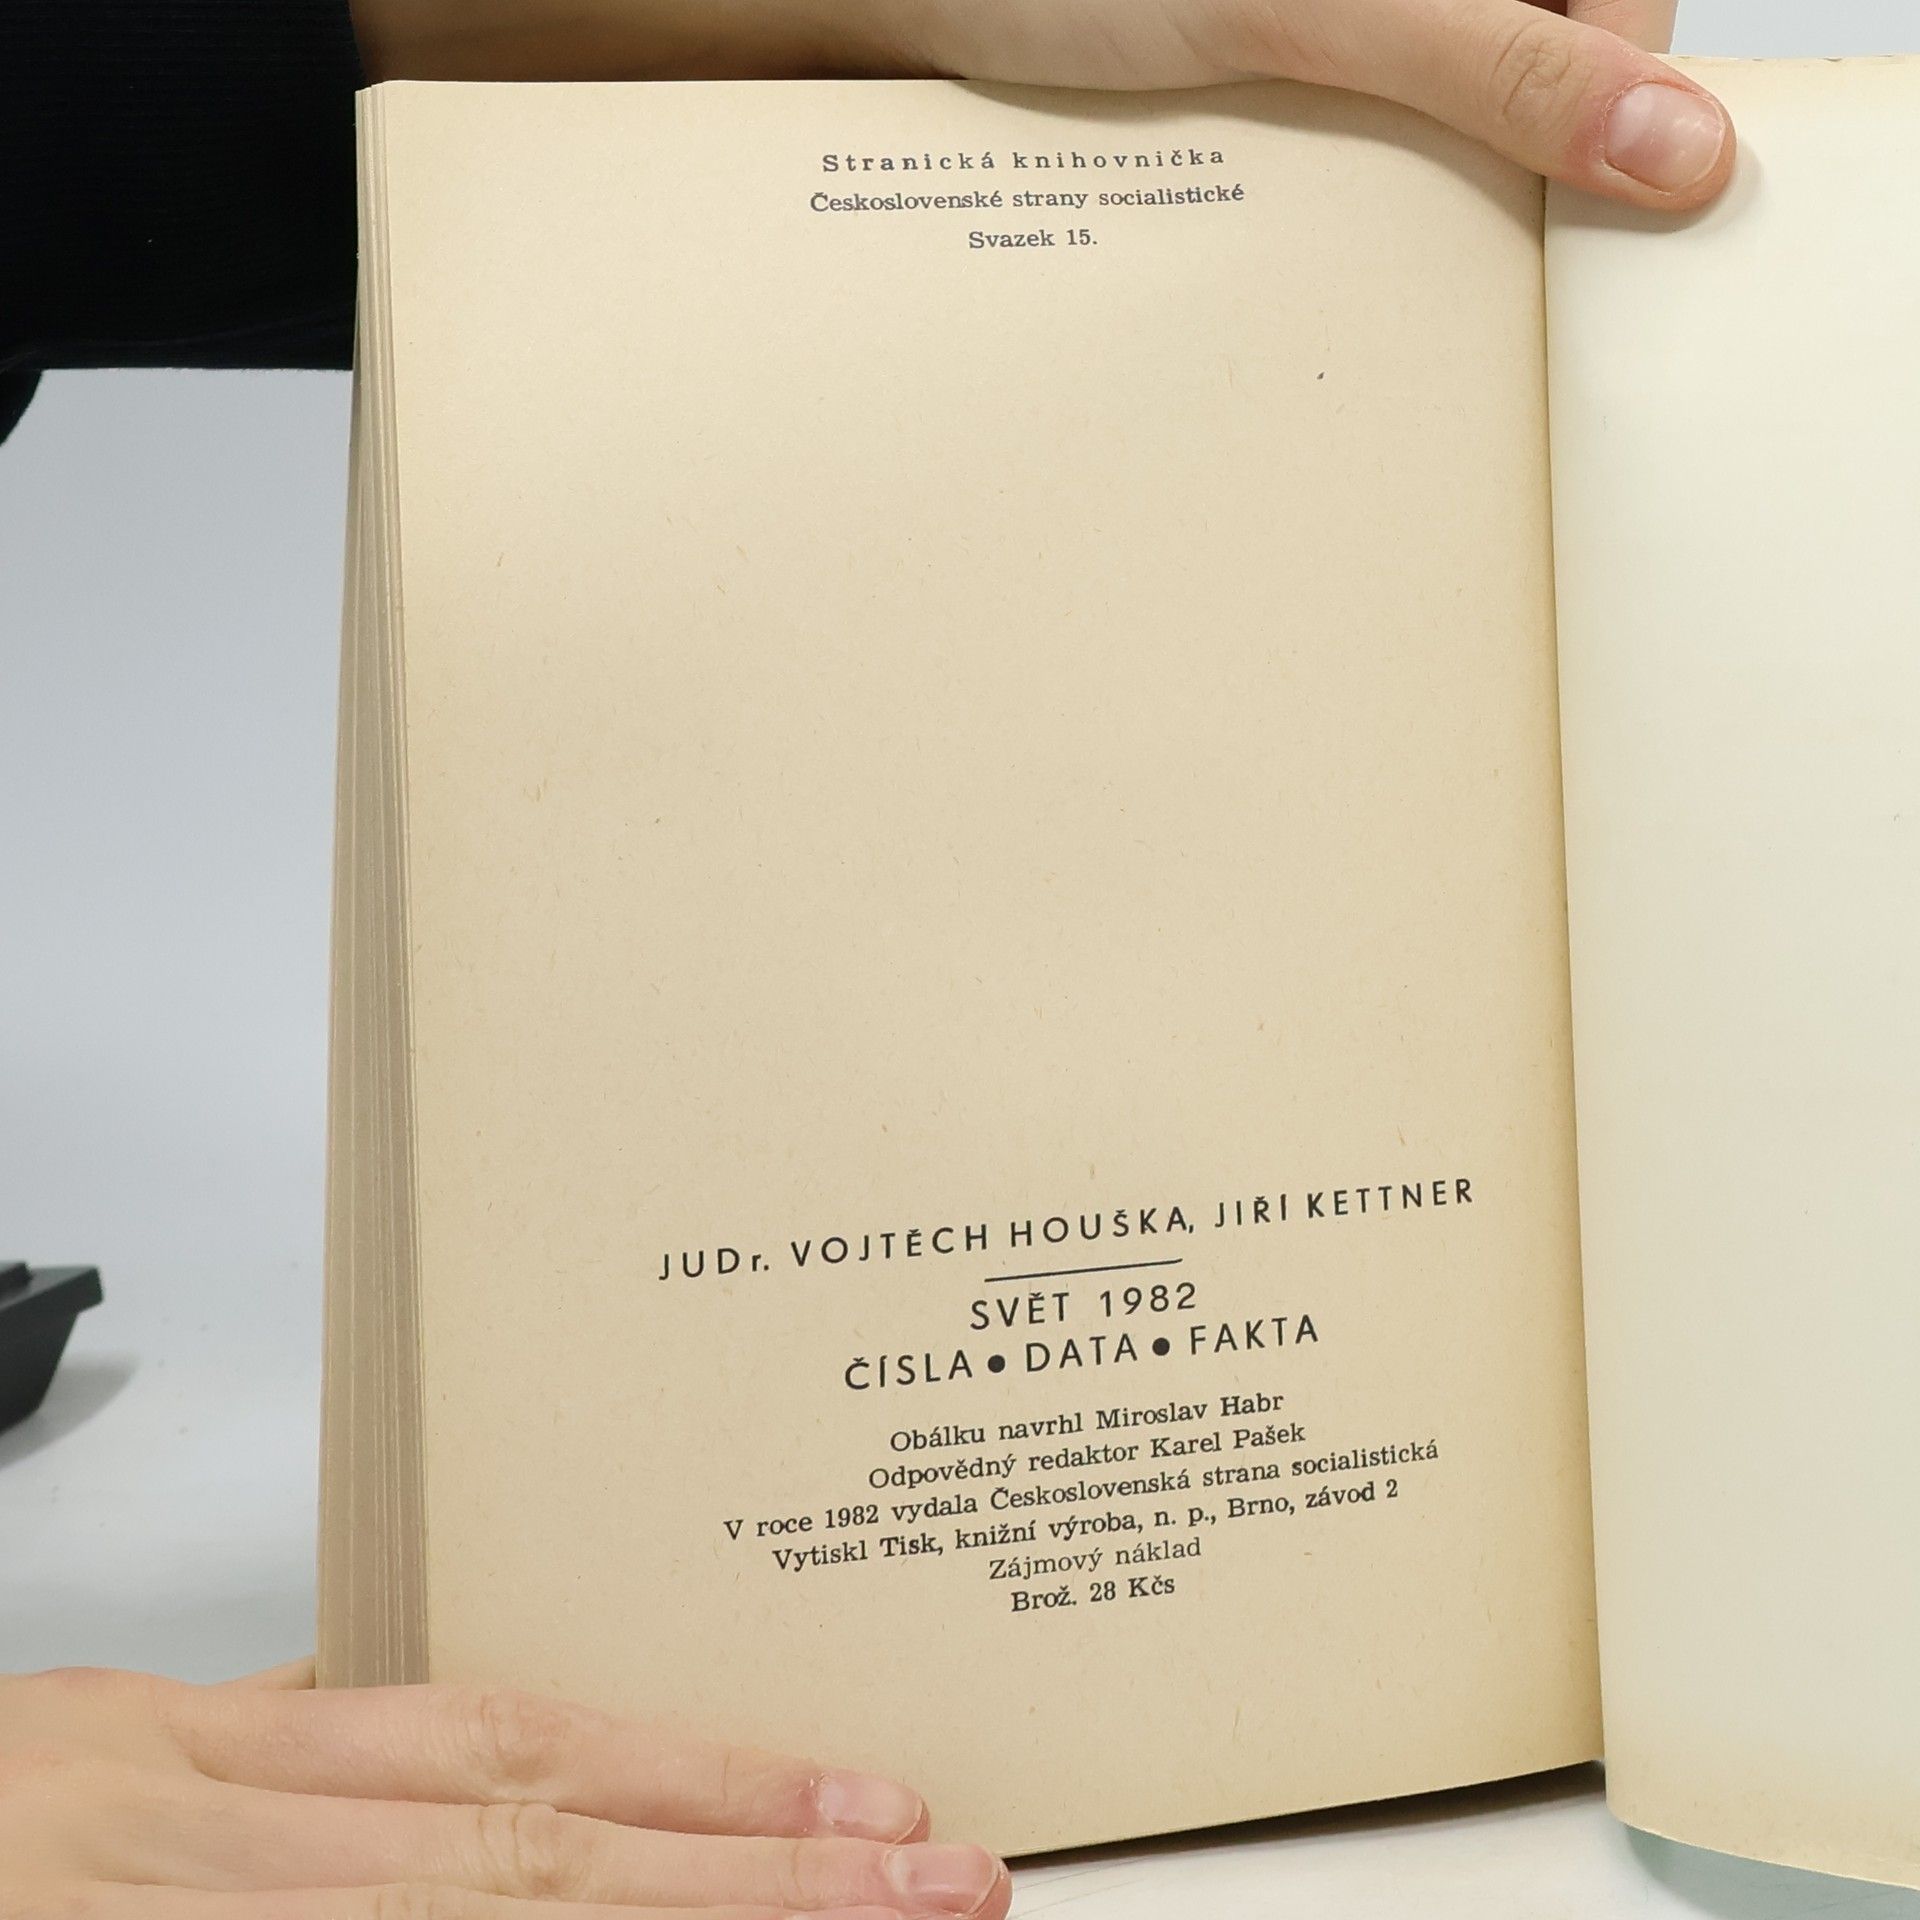 Stranická knihovnička
Československé strany socialistické
Svazek 15.
JUDr. VOJTĚCH HOUŠKA, JIŘÍ KETTNER
SVĚT 1982
ČÍSLA ● DATA ● FAKTA
Obálku navrhl Miroslav Habr
Odpovědný redaktor Karel Pašek
V roce 1982 vydala Československá strana socialistická
Vytiskl Tisk, knižní výroba, n. p., Brno, závod 2
Zájmový náklad
Brož. 28 Kčs